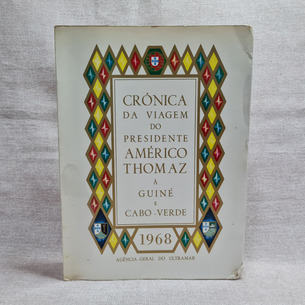 CRÓNICA
DA VIAGEM
DO
PRESIDENTE
AMÉRICO
THOMAZ
À
GUINÉ
E
CABO-VERDE
1968
AGÊNCIA-GERAL DO ULTRAMAR